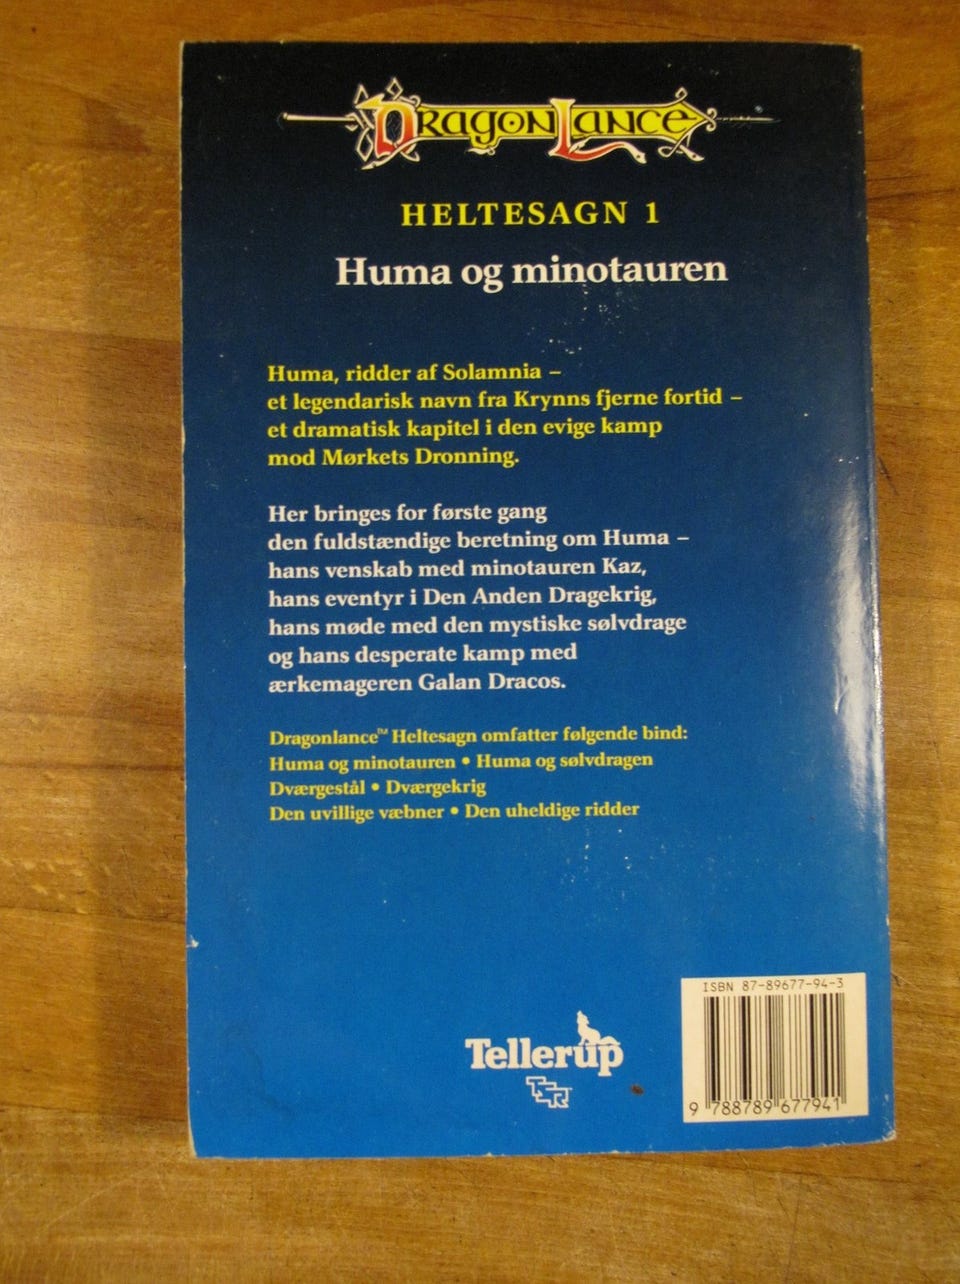 DRAGONLANCE
HELTESAGN 1
Huma og minotauren
Huma, ridder af Solamnia –
et legendarisk navn fra Krynns fjerne fortid –
et dramatisk kapitel i den evige kamp
mod Mørkets Dronning.
Her bringes for første gang
den fuldstændige beretning om Huma –
hans venskab med minotauren Kaz,
hans eventyr i Den Anden Dragekrig,
hans møde med den mystiske sølvdrage
og hans desperate kamp med
ærkemageren Galan Dracos.
Dragonlance™ Heltesagn omfatter følgende bind:
Huma og minotauren • Huma og sølvdragen
Dværgestål • Dværgekrig
Den uvillige væbner • Den uheldige ridder
ISBN 87-89677-94-3
Tellerup
TSR
9 788789 677941